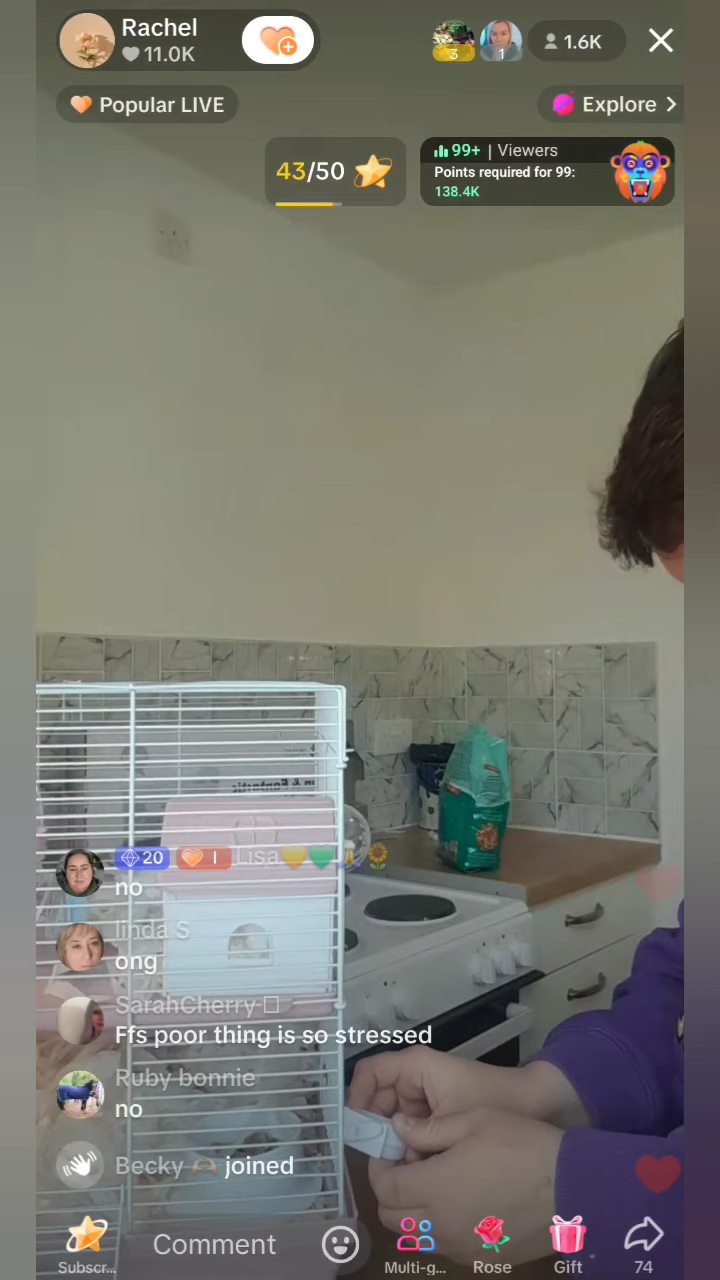 Rachel
11.0K
3
1
1.6K
Popular LIVE
Explore >
43/50
99+ | Viewers
Points required for 99:
138.4K
20
I
Lisa
no
linda S
ong
SarahCherry
Ffs poor thing is so stressed
Ruby bonnie
no
Becky joined
Comment
Subscr...
Multi-g...
Rose
Gift
74